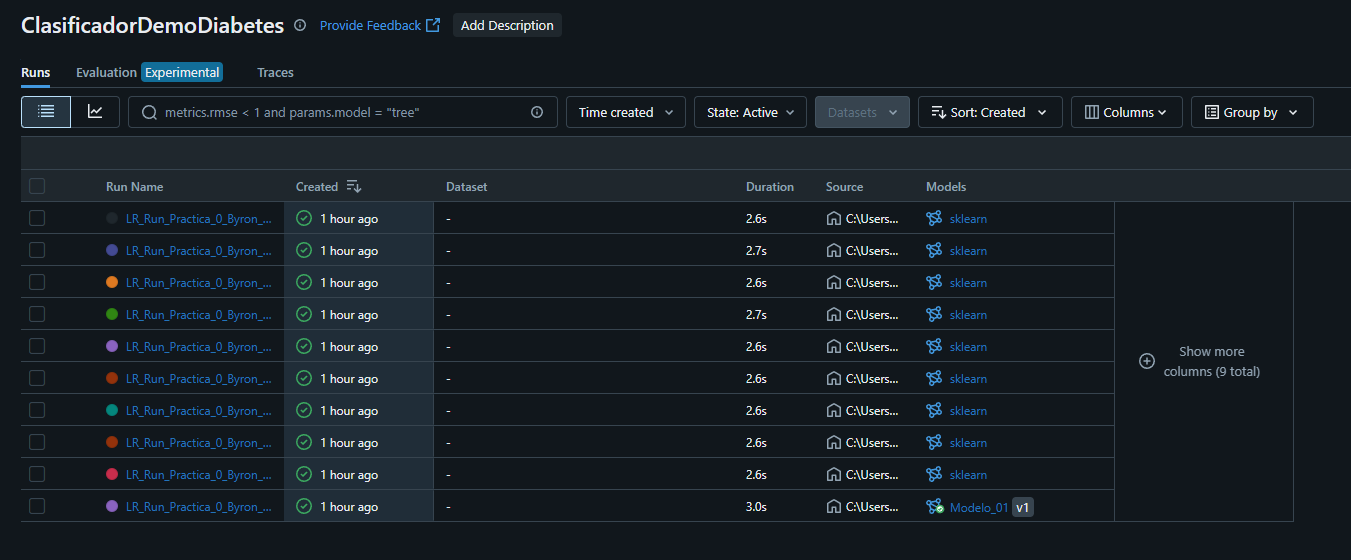 ClasificadorDemoDiabetes Provide Feedback Add Description
Runs Evaluation Experimental Traces
metrics.rmse < 1 and params.model = "tree" Time created State: Active Datasets Sort: Created Columns Group by
Run Name Created Dataset Duration Source Models
LR_Run_Practica_0_Byron_... 1 hour ago - 2.6s C:\Users... sklearn
LR_Run_Practica_0_Byron_... 1 hour ago - 2.7s C:\Users... sklearn
LR_Run_Practica_0_Byron_... 1 hour ago - 2.6s C:\Users... sklearn
LR_Run_Practica_0_Byron_... 1 hour ago - 2.7s C:\Users... sklearn
LR_Run_Practica_0_Byron_... 1 hour ago - 2.6s C:\Users... sklearn
LR_Run_Practica_0_Byron_... 1 hour ago - 2.6s C:\Users... sklearn
LR_Run_Practica_0_Byron_... 1 hour ago - 2.6s C:\Users... sklearn
LR_Run_Practica_0_Byron_... 1 hour ago - 2.6s C:\Users... sklearn
LR_Run_Practica_0_Byron_... 1 hour ago - 2.6s C:\Users... sklearn
LR_Run_Practica_0_Byron_... 1 hour ago - 3.0s C:\Users... Modelo_01 v1
Show more
columns (9 total)